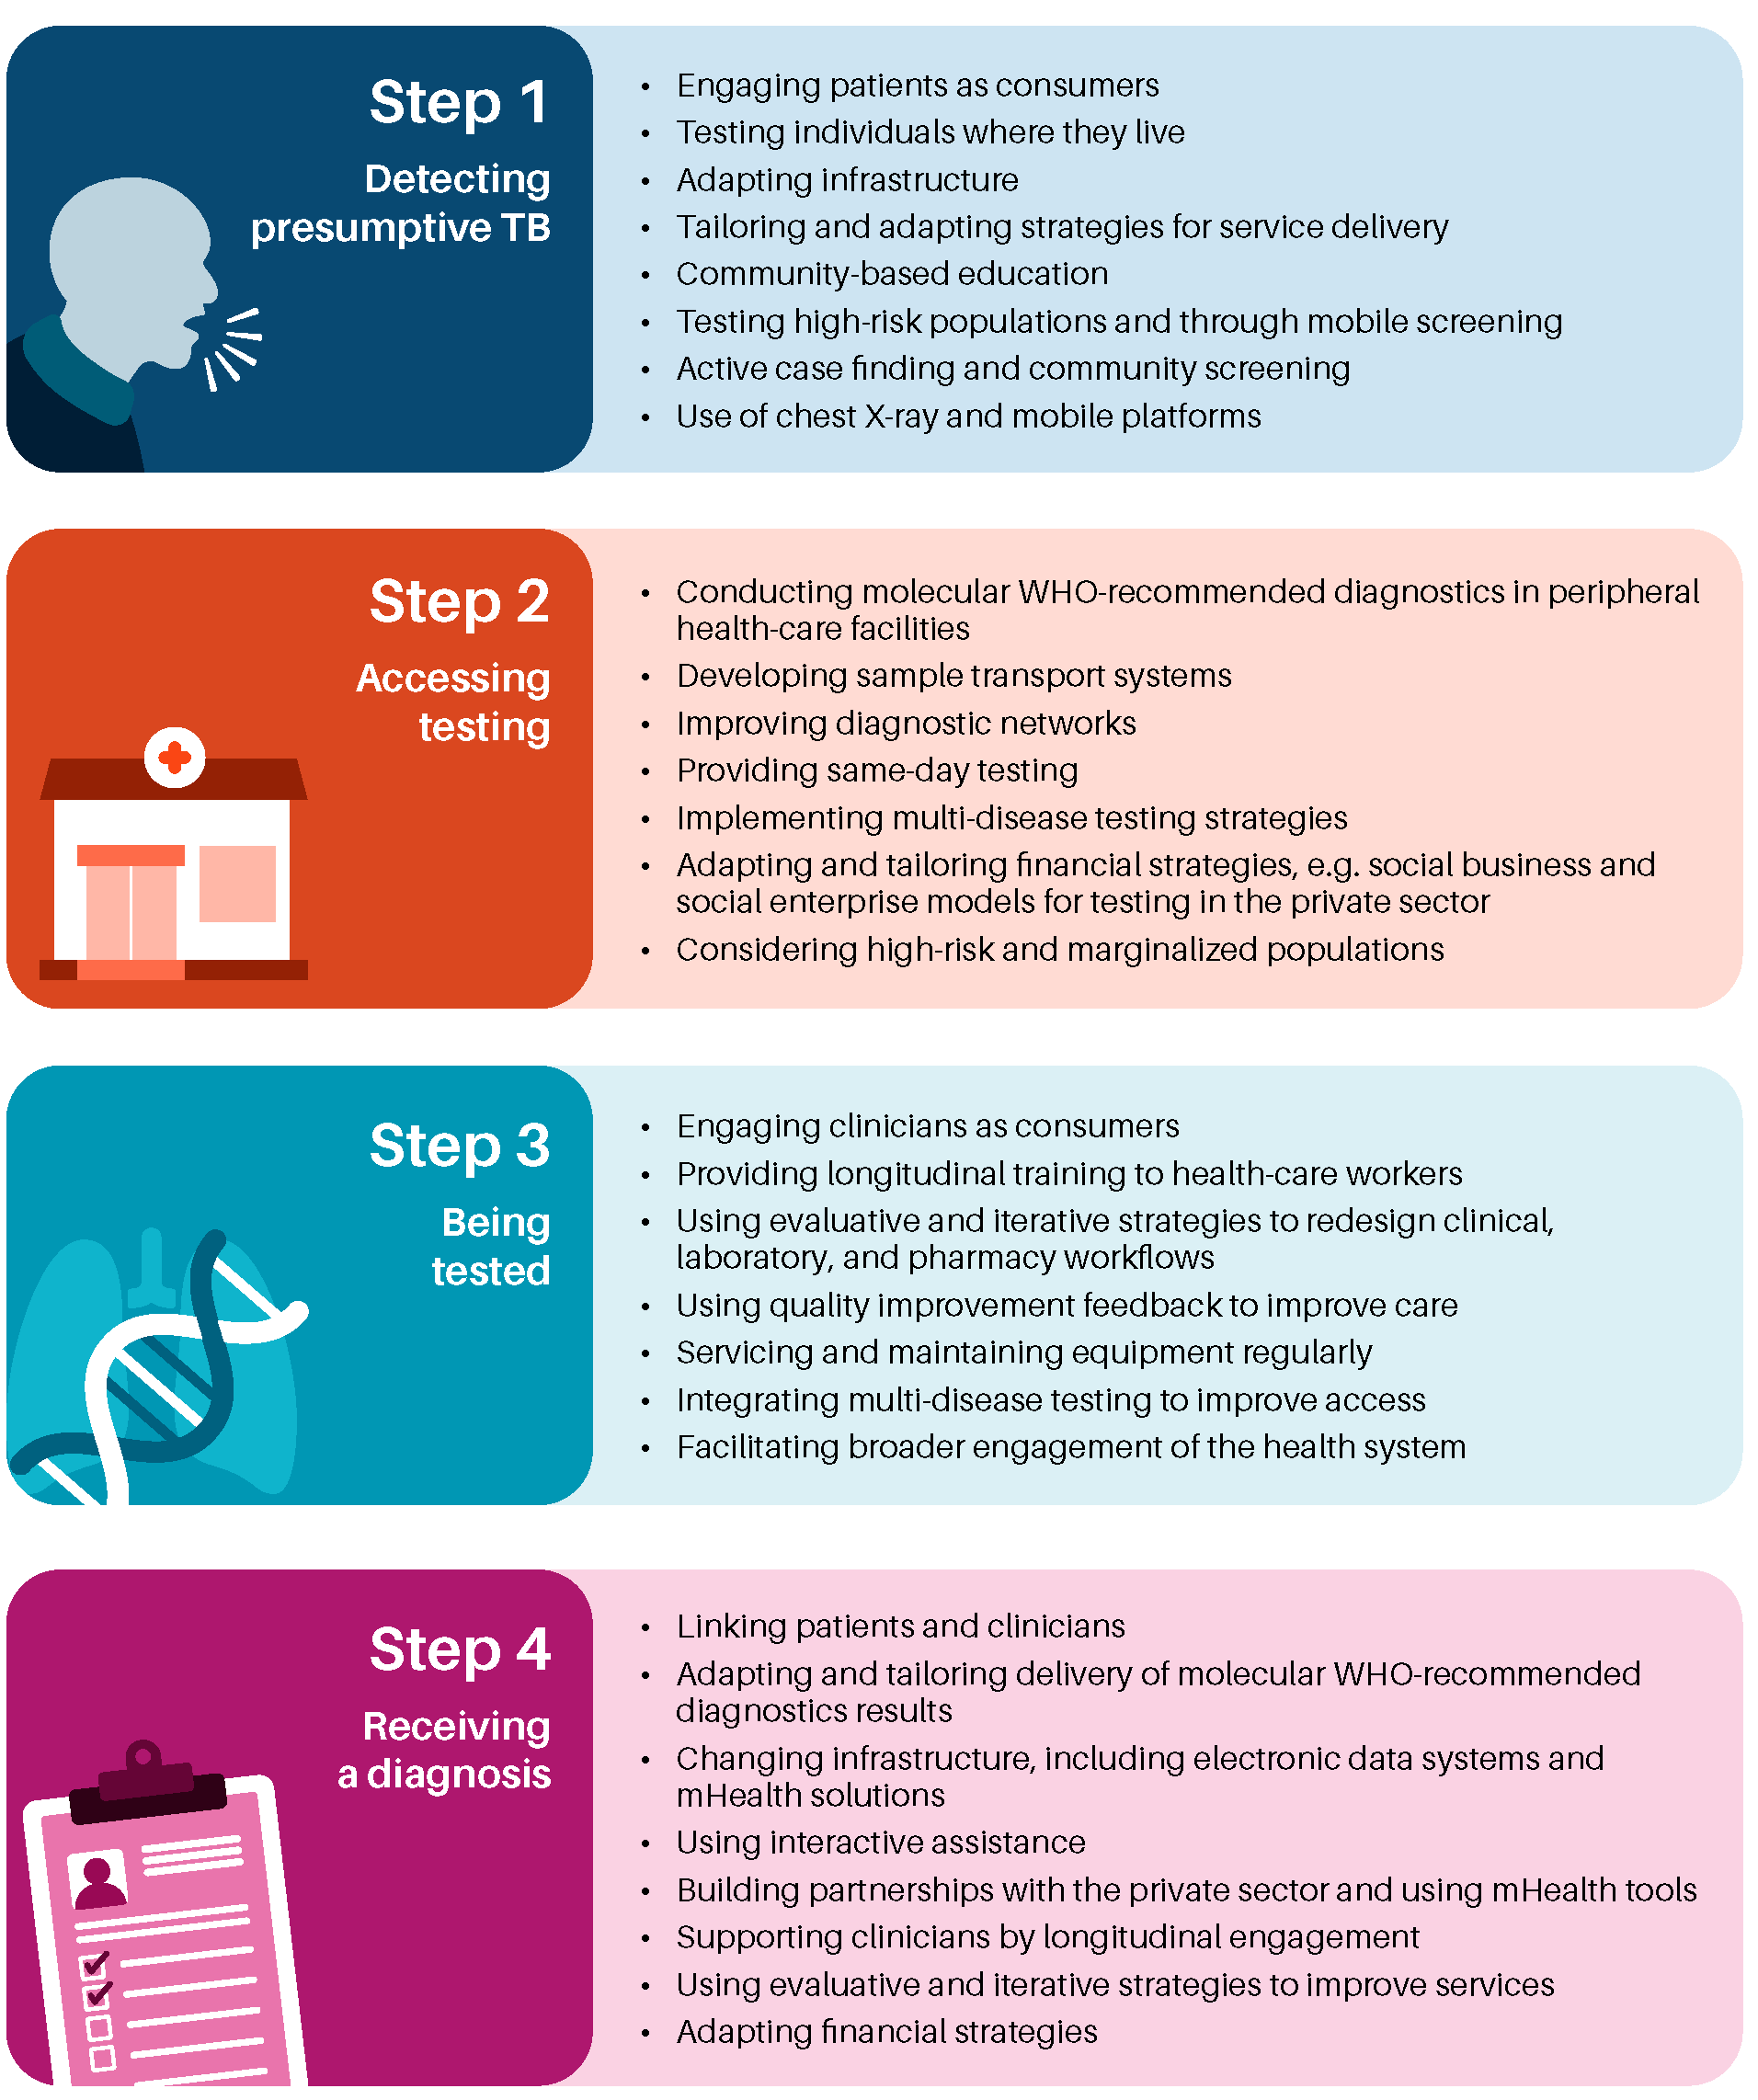 Step 1
Detecting
presumptive TB
• Engaging patients as consumers
• Testing individuals where they live
• Adapting infrastructure
• Tailoring and adapting strategies for service delivery
• Community-based education
• Testing high-risk populations and through mobile screening
• Active case finding and community screening
• Use of chest X-ray and mobile platforms
Step 2
Accessing
testing
• Conducting molecular WHO-recommended diagnostics in peripheral
health-care facilities
• Developing sample transport systems
• Improving diagnostic networks
• Providing same-day testing
• Implementing multi-disease testing strategies
• Adapting and tailoring financial strategies, e.g. social business and
social enterprise models for testing in the private sector
• Considering high-risk and marginalized populations
Step 3
Being
tested
• Engaging clinicians as consumers
• Providing longitudinal training to health-care workers
• Using evaluative and iterative strategies to redesign clinical,
laboratory, and pharmacy workflows
• Using quality improvement feedback to improve care
• Servicing and maintaining equipment regularly
• Integrating multi-disease testing to improve access
• Facilitating broader engagement of the health system
Step 4
Receiving
a diagnosis
• Linking patients and clinicians
• Adapting and tailoring delivery of molecular WHO-recommended
diagnostics results
• Changing infrastructure, including electronic data systems and
mHealth solutions
• Using interactive assistance
• Building partnerships with the private sector and using mHealth tools
• Supporting clinicians by longitudinal engagement
• Using evaluative and iterative strategies to improve services
• Adapting financial strategies